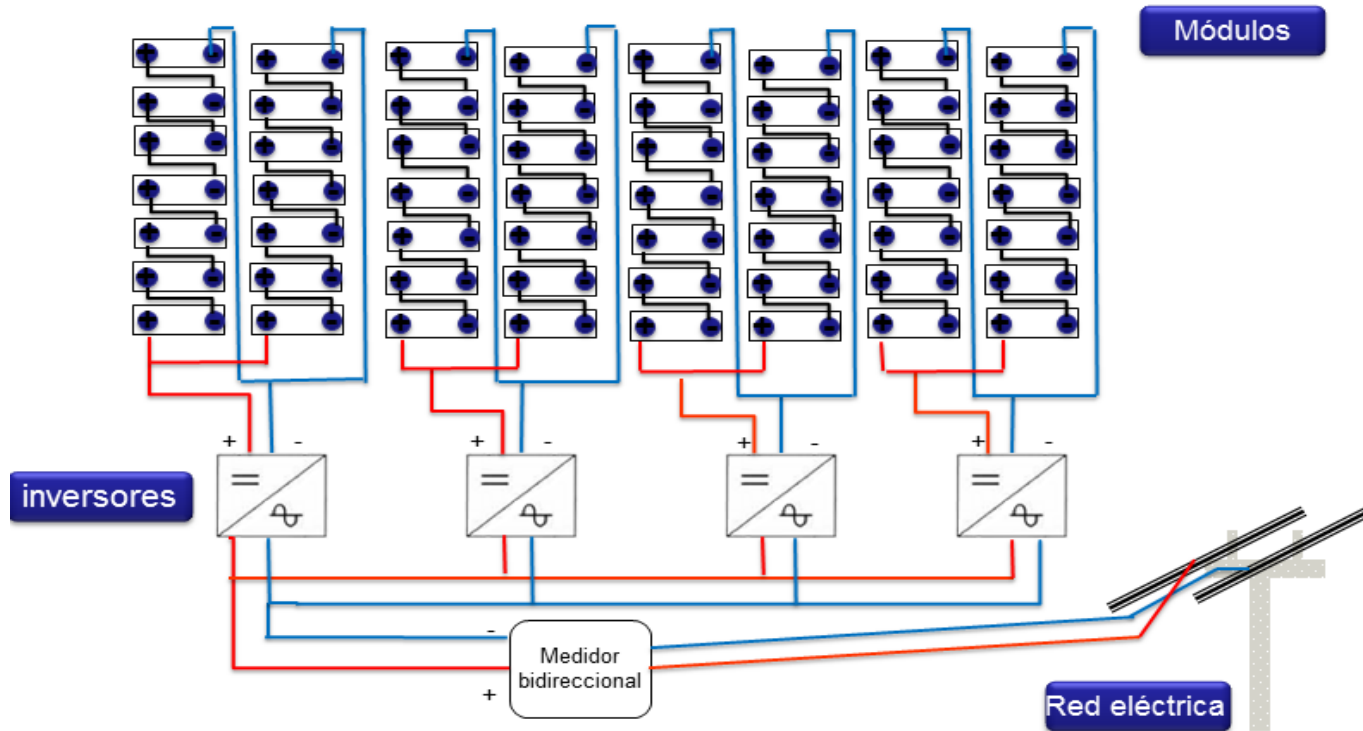 Módulos
+ -
+ -
+ -
+ -
inversores
-
Medidor
bidireccional
+
Red eléctrica